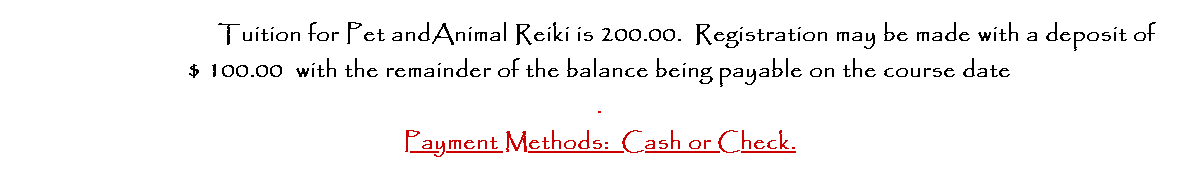 Tuition for Pet andAnimal Reiki is 200.00. Registration may be made with a deposit of
$ 100.00 with the remainder of the balance being payable on the course date
.
Payment Methods: Cash or Check.